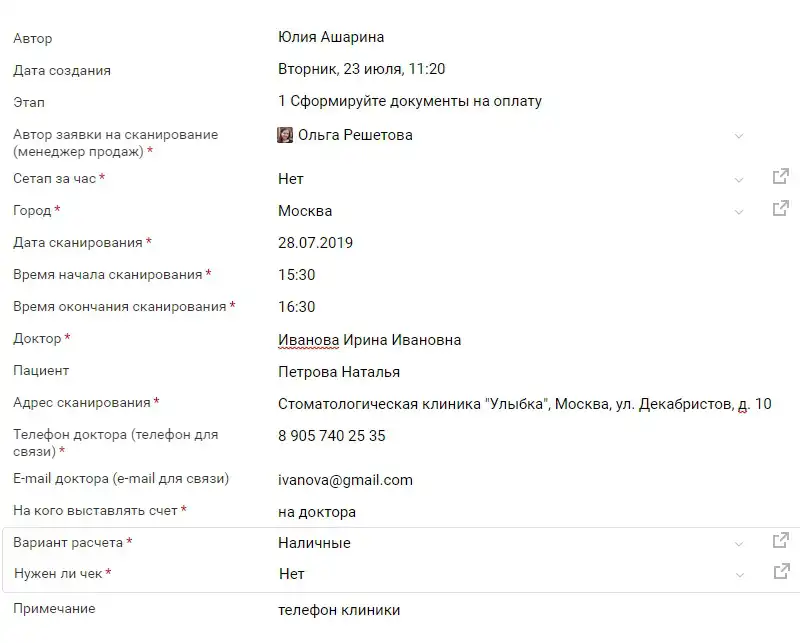 Автор Юлия Ашарина
Дата создания Вторник, 23 июля, 11:20
Этап 1 Сформируйте документы на оплату
Автор заявки на сканирование Ольга Решетова
(менеджер продаж) *
Сетап за час * Нет
Город * Москва
Дата сканирования * 28.07.2019
Время начала сканирования * 15:30
Время окончания сканирования * 16:30
Доктор * Иванова Ирина Ивановна
Пациент Петрова Наталья
Адрес сканирования * Стоматологическая клиника "Улыбка", Москва, ул. Декабристов, д. 10
Телефон доктора (телефон для 8 905 740 25 35
связи) *
E-mail доктора (e-mail для связи) ivanova@gmail.com
На кого выставлять счет * на доктора
Вариант расчета * Наличные
Нужен ли чек * Нет
Примечание телефон клиники